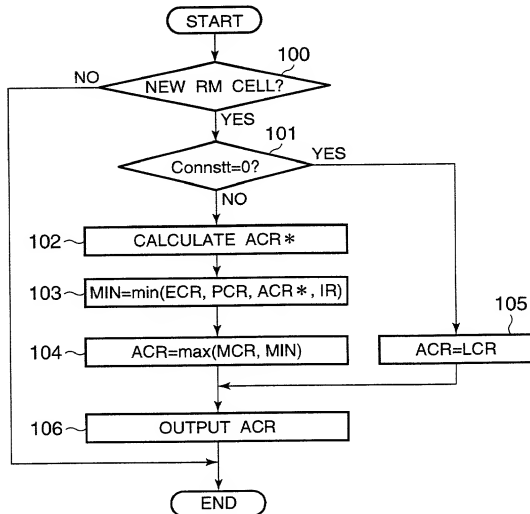 START
100
NO
NEW RM CELL?
YES
101
Connstt=0?
YES
NO
102
CALCULATE ACR*
103
MIN=min(ECR, PCR, ACR*, IR)
105
104
ACR=max(MCR, MIN)
ACR=LCR
106
OUTPUT ACR
END